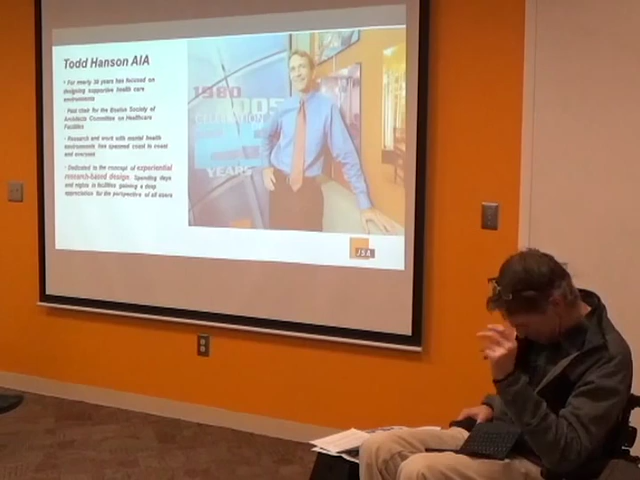 Todd Hanson AIA
• For nearly 30 years has focused on
designing supportive health care
environments
• Past chair for the Boston Society of
Architects Committee on Healthcare
Facilities
• Research and work with mental health
environments has spanned coast to coast
and overseas
• Dedicated to the concept of experiential
research-based design. Spending days
and nights in facilities gaining a deep
appreciation for the perspective of all users
1980
YEARS
JSA